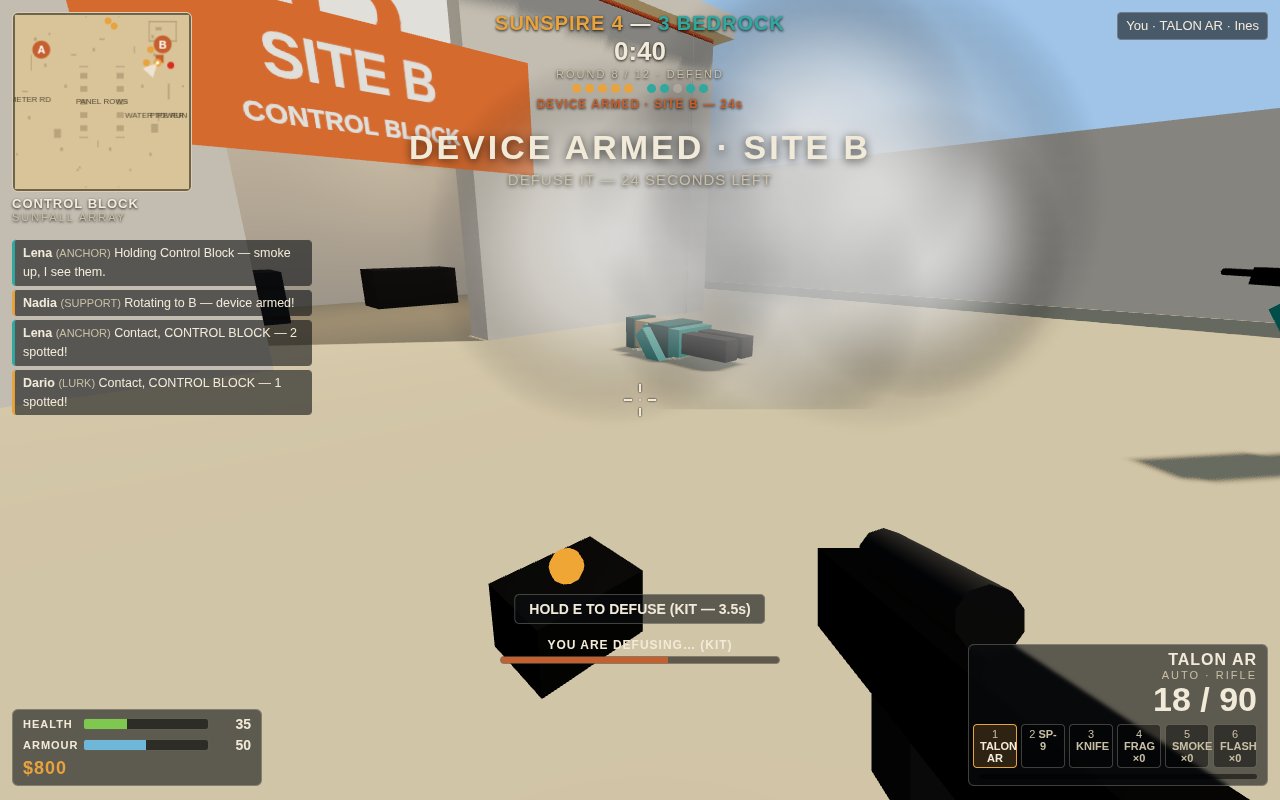 SUNSPIRE 4 — 3 BEDROCK
0:40
ROUND 8 / 12 · DEFEND
DEVICE ARMED · SITE B — 24s
You · TALON AR · Ines
A
B
PANEL ROWS
SITE B
CONTROL BLOCK
DEVICE ARMED · SITE B
DEFUSE IT — 24 SECONDS LEFT
CONTROL BLOCK
SUNFALL ARRAY
Lena (ANCHOR) Holding Control Block — smoke
up, I see them.
Nadia (SUPPORT) Rotating to B — device armed!
Lena (ANCHOR) Contact, CONTROL BLOCK — 2
spotted!
Dario (LURK) Contact, CONTROL BLOCK — 1
spotted!
HOLD E TO DEFUSE (KIT — 3.5s)
YOU ARE DEFUSING... (KIT)
HEALTH 35
ARMOUR 50
$800
TALON AR
AUTO · RIFLE
18 / 90
1 TALON AR
2 SP-9
3 KNIFE
4 FRAG ×0
5 SMOKE ×0
6 FLASH ×0